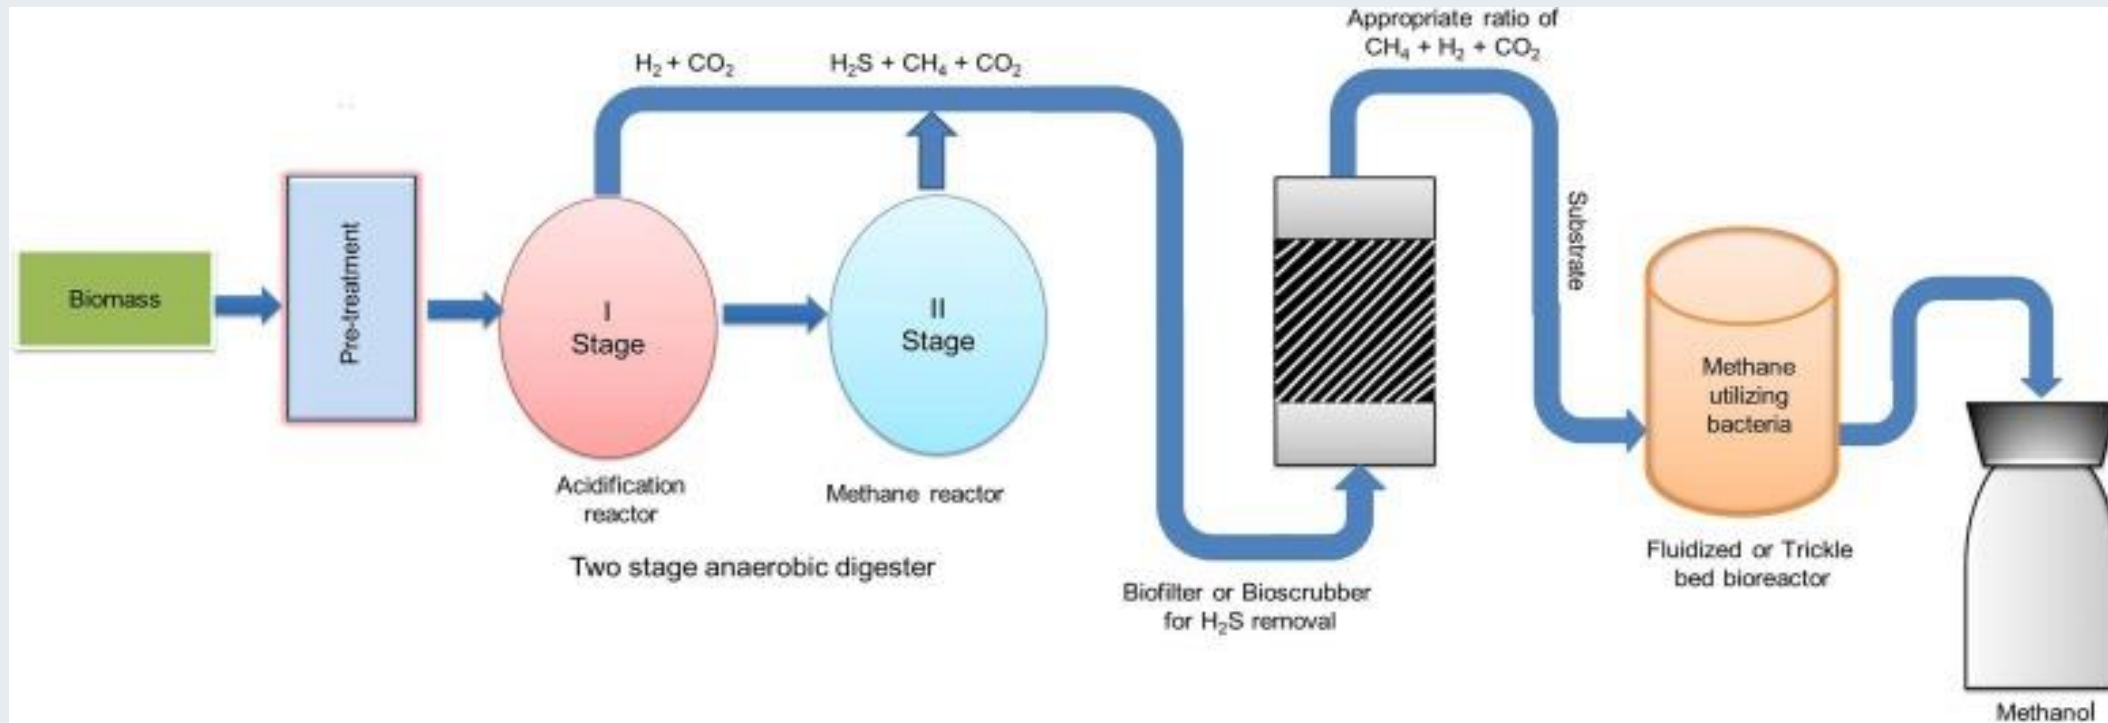 Biomass
Pre-treatment
H₂ + CO₂
H₂S + CH₄ + CO₂
I
Stage
II
Stage
Acidification
reactor
Methane reactor
Two stage anaerobic digester
Appropriate ratio of
CH₄ + H₂ + CO₂
Biofilter or Bioscrubber
for H₂S removal
Substrate
Methane
utilizing
bacteria
Fluidized or Trickle
bed bioreactor
Methanol